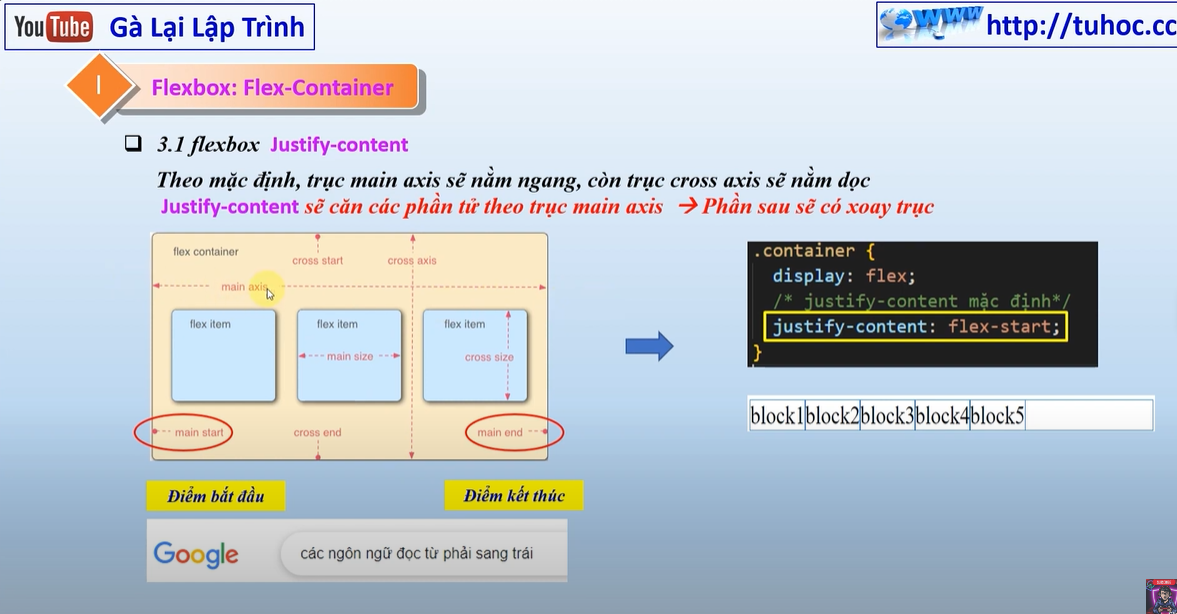 YouTube Gà Lại Lập Trình
www http://tuhoc.cc
I Flexbox: Flex-Container
3.1 flexbox Justify-content
Theo mặc định, trục main axis sẽ nằm ngang, còn trục cross axis sẽ nằm dọc
Justify-content sẽ căn các phần tử theo trục main axis → Phần sau sẽ có xoay trục
flex container
cross start
cross axis
main axis
flex item
flex item
flex item
main size
cross size
main start
cross end
main end
.container {
display: flex;
/* justify-content mặc định*/
justify-content: flex-start;
}
block1block2block3block4block5
Điểm bắt đầu
Điểm kết thúc
Google các ngôn ngữ đọc từ phải sang trái